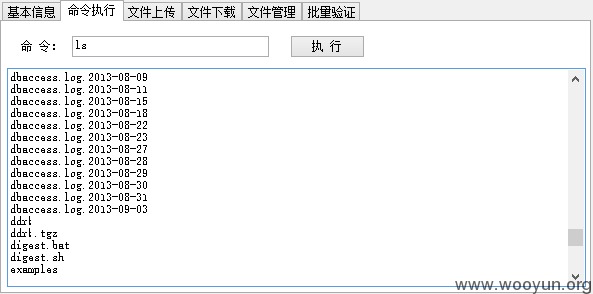 基本信息 命令执行 文件上传 文件下载 文件管理 批量验证
命 令： ls 执 行
dbaccess.log.2013-08-09
dbaccess.log.2013-08-11
dbaccess.log.2013-08-15
dbaccess.log.2013-08-18
dbaccess.log.2013-08-22
dbaccess.log.2013-08-23
dbaccess.log.2013-08-27
dbaccess.log.2013-08-28
dbaccess.log.2013-08-29
dbaccess.log.2013-08-30
dbaccess.log.2013-08-31
dbaccess.log.2013-09-03
ddrk
ddrk.tgz
digest.bat
digest.sh
examples
www.wooyun.org